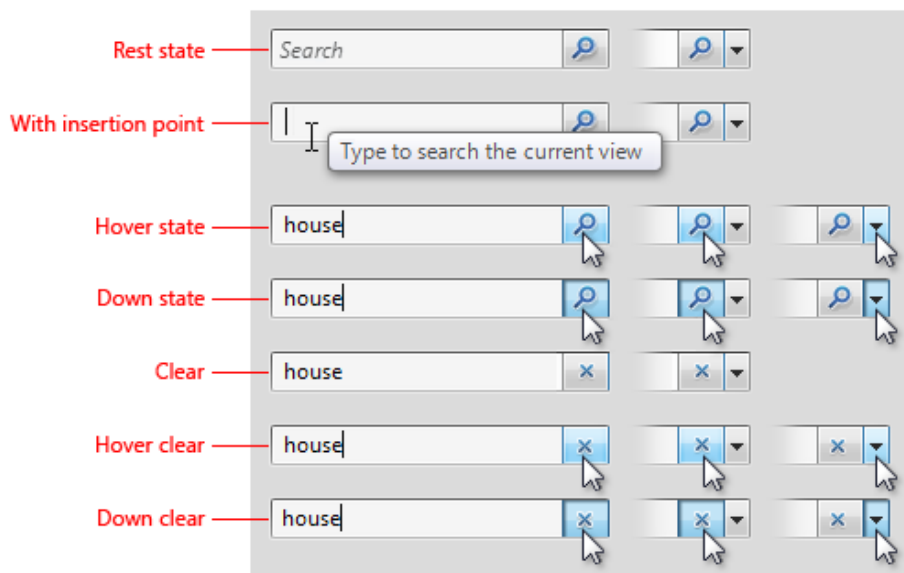 Rest state
Search
With insertion point
Type to search the current view
Hover state
house
Down state
house
Clear
house
Hover clear
house
Down clear
house